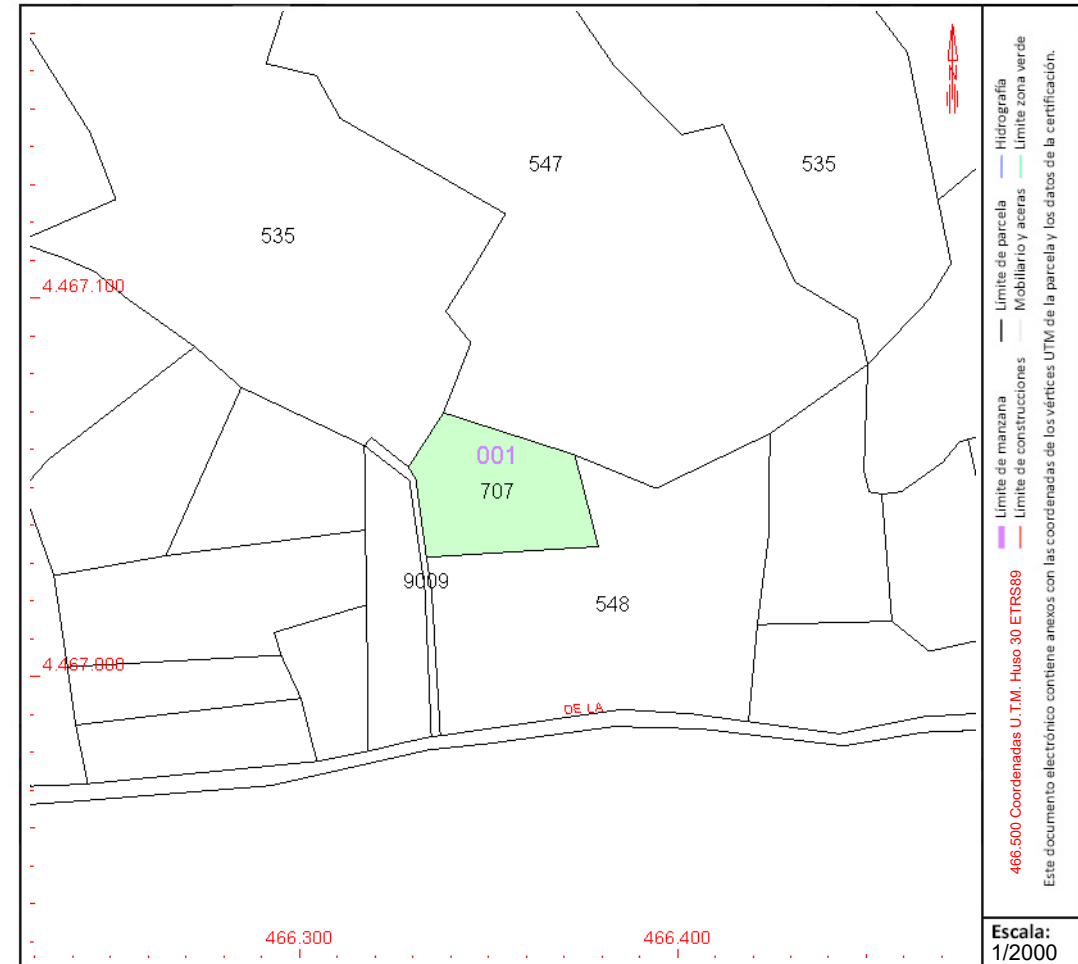 547
535
535
4.467.100
001
707
9009
548
4.467.000
DE LA
466.300
466.400
Límite de manzana
Límite de parcela
Hidrografía
466.500 Coordenadas U.T.M. Huso 30 ETRS89
Límite de construcciones
Mobiliario y aceras
Límite zona verde
Este documento electrónico contiene anexos con las coordenadas de los vértices UTM de la parcela y los datos de la certificación.
Escala:
1/2000